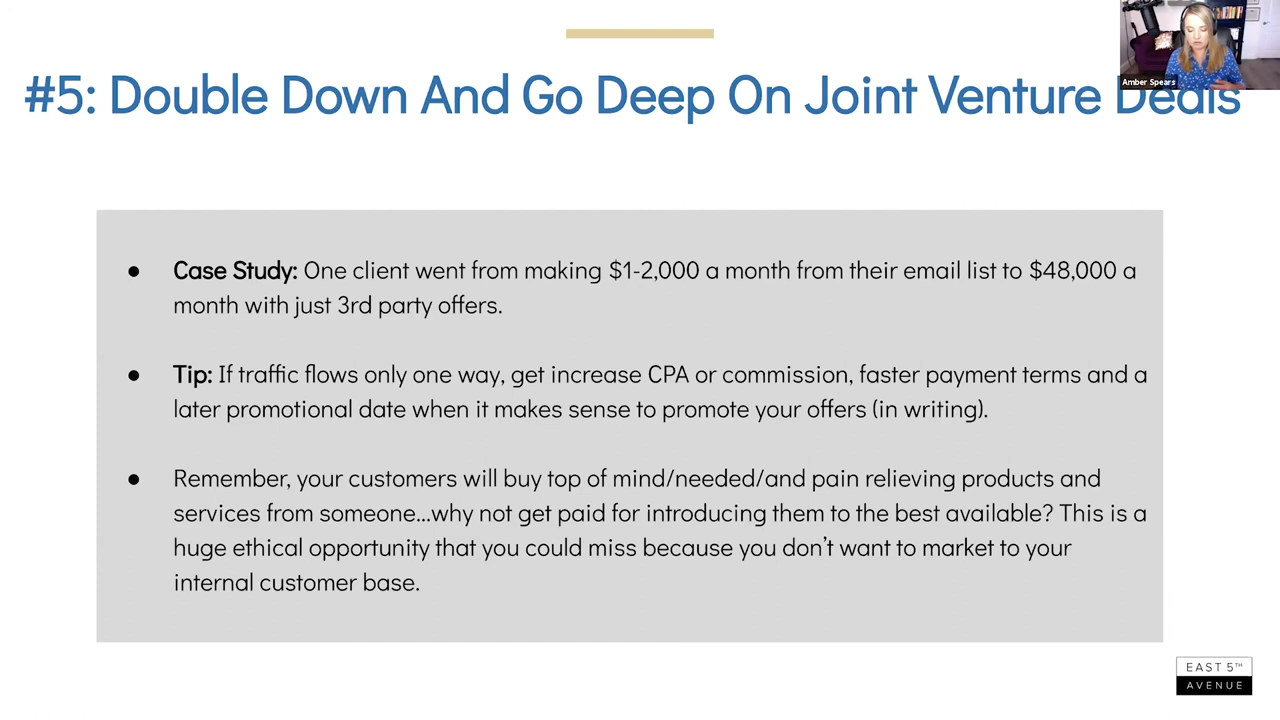 Amber Spears
#5: Double Down And Go Deep On Joint Venture Deals
● Case Study: One client went from making $1-2,000 a month from their email list to $48,000 a
month with just 3rd party offers.
● Tip: If traffic flows only one way, get increase CPA or commission, faster payment terms and a
later promotional date when it makes sense to promote your offers (in writing).
● Remember, your customers will buy top of mind/needed/and pain relieving products and
services from someone...why not get paid for introducing them to the best available? This is a
huge ethical opportunity that you could miss because you don’t want to market to your
internal customer base.
EAST 5TH
AVENUE